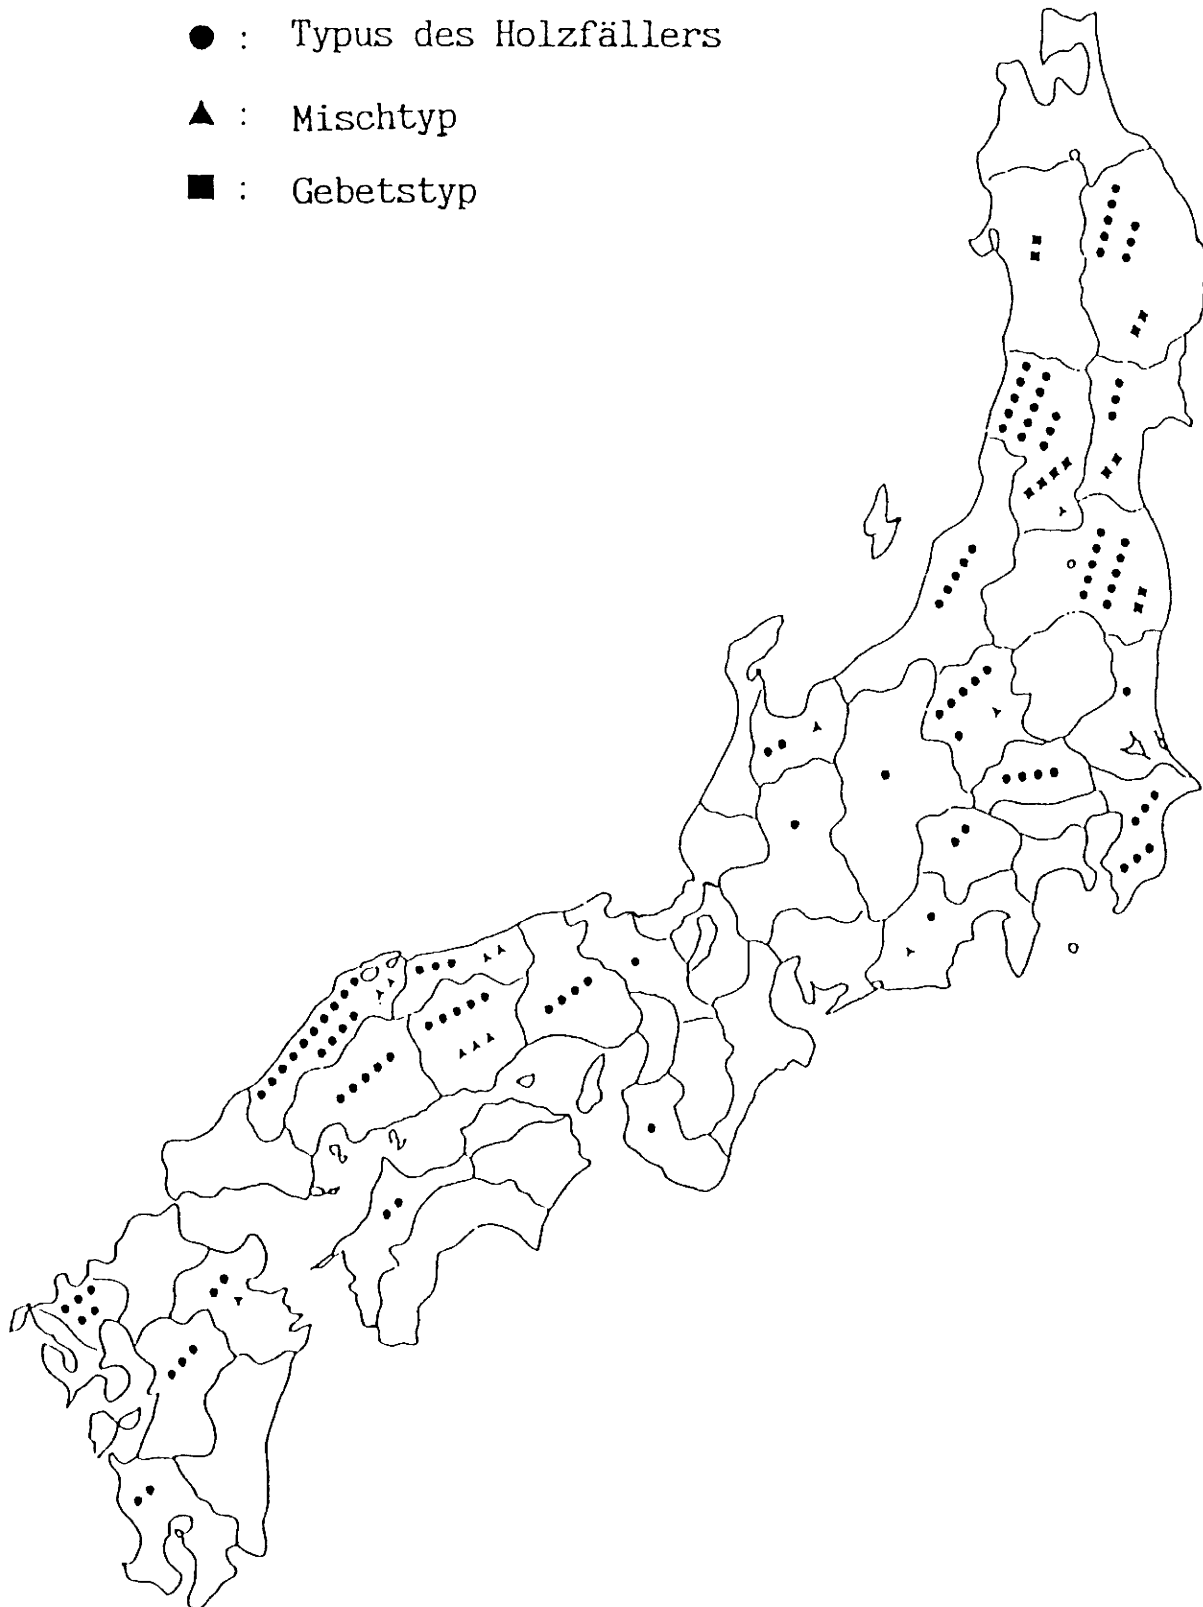 ● : Typus des Holzfällers
▲ : Mischtyp
■ : Gebetstyp